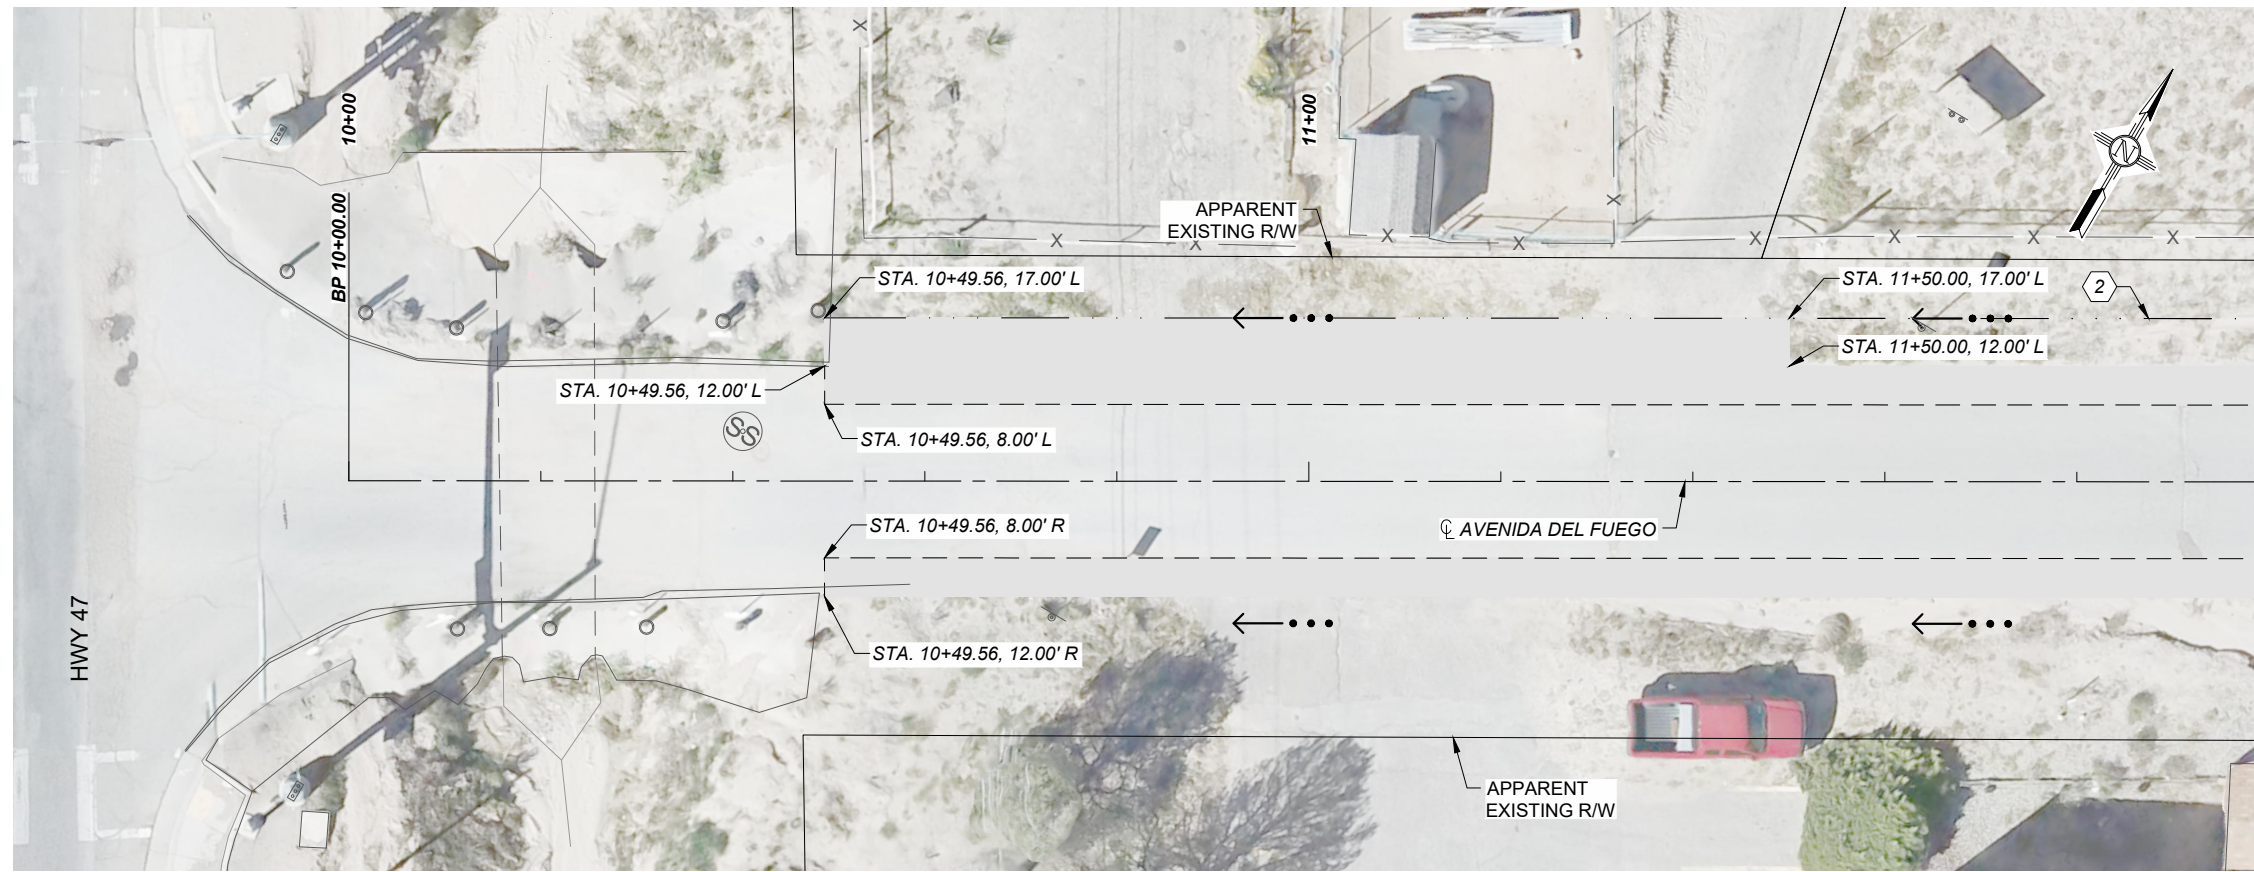 10+00
BP 10+00.00
11+00
APPARENT
EXISTING R/W
N
STA. 10+49.56, 17.00' L
STA. 11+50.00, 17.00' L
2
STA. 11+50.00, 12.00' L
STA. 10+49.56, 12.00' L
SS
STA. 10+49.56, 8.00' L
STA. 10+49.56, 8.00' R
℄ AVENIDA DEL FUEGO
HWY 47
STA. 10+49.56, 12.00' R
APPARENT
EXISTING R/W
X
X
X
X
X
X
X
X
X